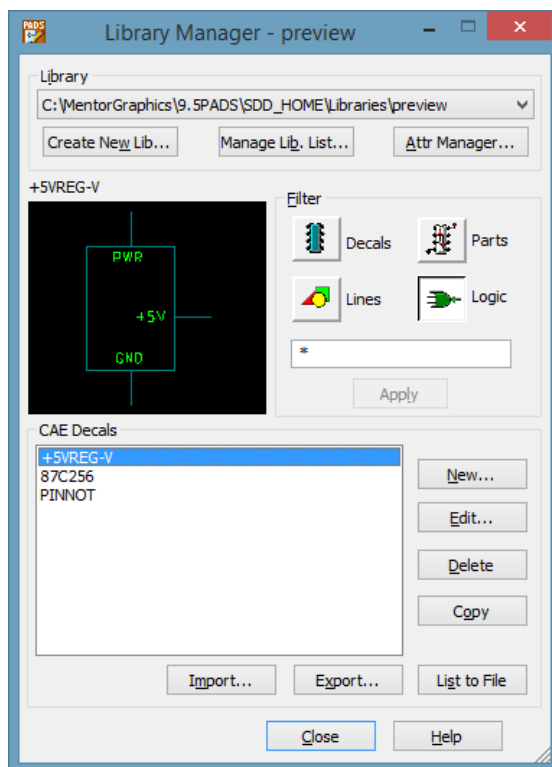 PADS
Library Manager - preview
Library
C:\MentorGraphics\9.5PADS\SDD_HOME\Libraries\preview
Create New Lib... Manage Lib. List... Attr Manager...
+5VREG-V
PWR
+5V
GND
Filter
Decals Parts
Lines Logic
*
Apply
CAE Decals
+5VREG-V
87C256
PINNOT
New...
Edit...
Delete
Copy
Import... Export... List to File
Close Help